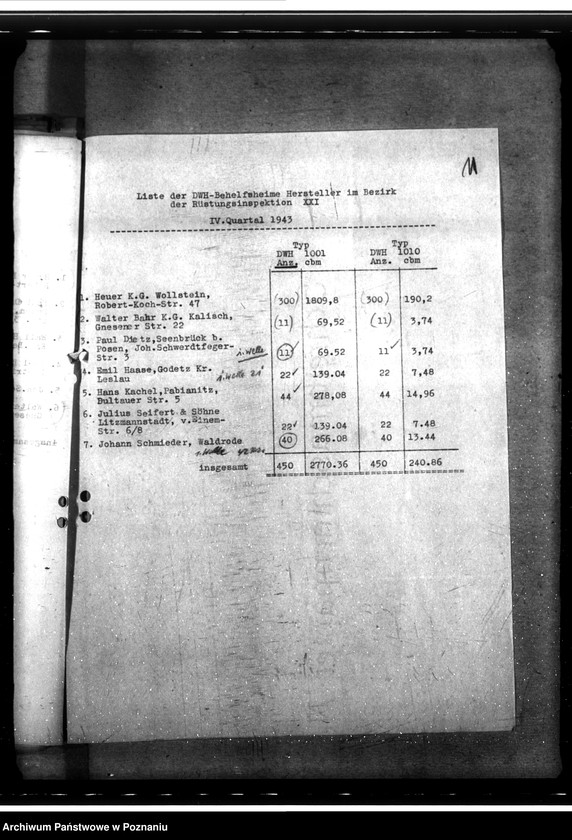 11
Liste der DWH-Behelfsheime Hersteller im Bezirk
der Rüstungsinspektion XXI
IV.Quartal 1943
Typ Typ
DWH 1001 DWH 1010
Anz. cbm Anz. cbm
1. Heuer K.G. Wollstein,
Robert-Koch-Str. 47 (300) 1809,8 (300) 190,2
2. Walter Bahr K.G. Kalisch,
Gnesener Str. 22 (11) 69,52 (11) 3,74
3. Paul Dietz, Seenbrück b.
Posen, Joh.Schwerdtfeger-
Str. 3 11 69.52 11 3,74
4. Emil Haase, Godetz Kr.
Leslau 22 139.04 22 7,48
5. Hans Kachel, Pabianitz,
Bultauer Str. 5 44 278,08 44 14,96
6. Julius Seifert & Söhne
Litzmannstadt, v.Einem-
Str. 6/8 22 139.04 22 7.48
7. Johann Schmieder, Waldrode 40 266.08 40 13.44
insgesamt 450 2770.36 450 240.86
Archiwum Państwowe w Poznaniu